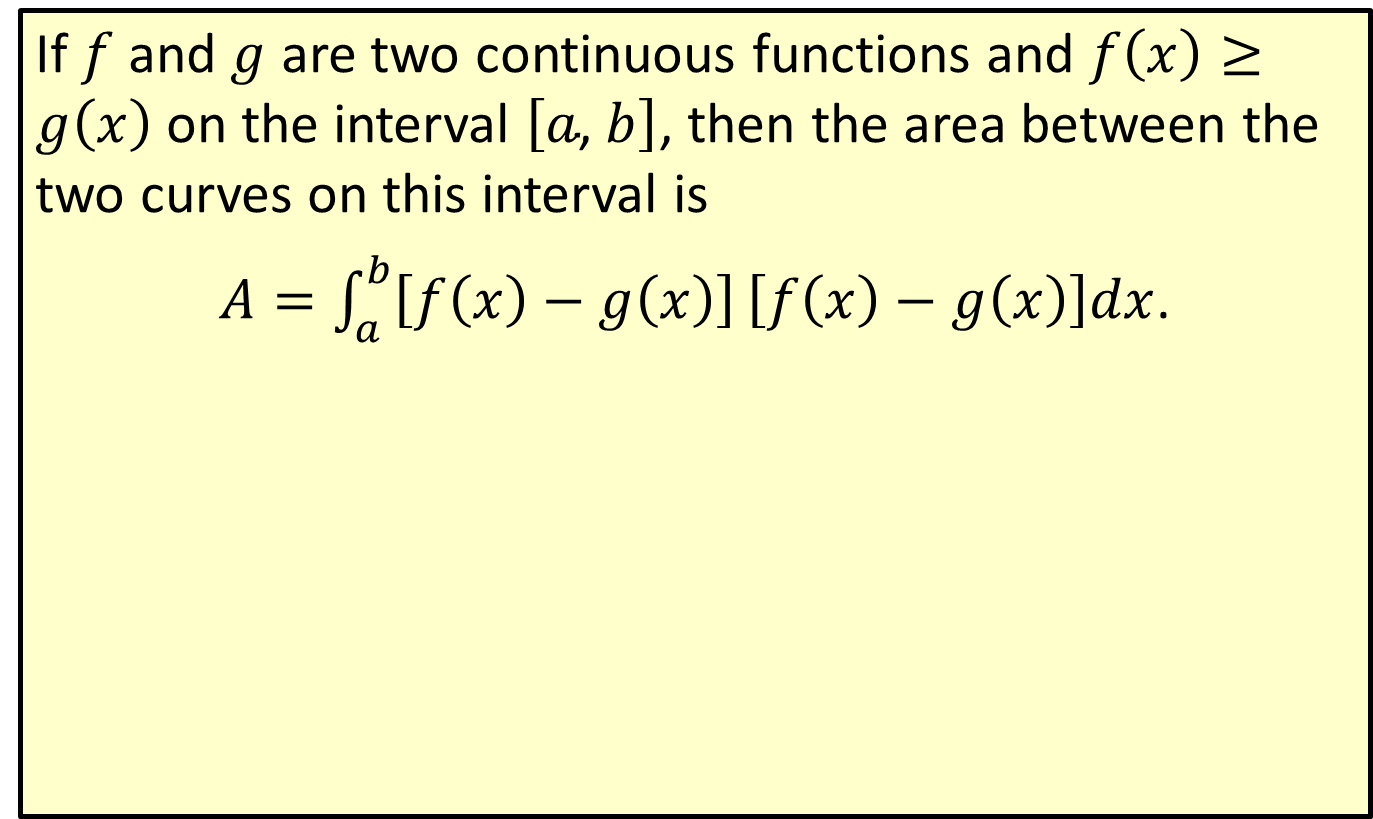 If 𝑓 and 𝑔 are two continuous functions and 𝑓(𝑥) ≥
𝑔(𝑥) on the interval [𝑎, 𝑏], then the area between the
two curves on this interval is
𝐴 = ∫ₐᵇ[𝑓(𝑥) − 𝑔(𝑥)] [𝑓(𝑥) − 𝑔(𝑥)]𝑑𝑥.